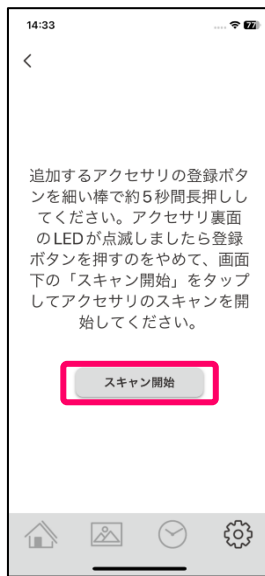 14:33
77
追加するアクセサリの登録ボタ
ンを細い棒で約5秒間長押しし
てください。アクセサリ裏面
のLEDが点滅しましたら登録
ボタンを押すのをやめて、画面
下の「スキャン開始」をタップ
してアクセサリのスキャンを開
始してください。
スキャン開始